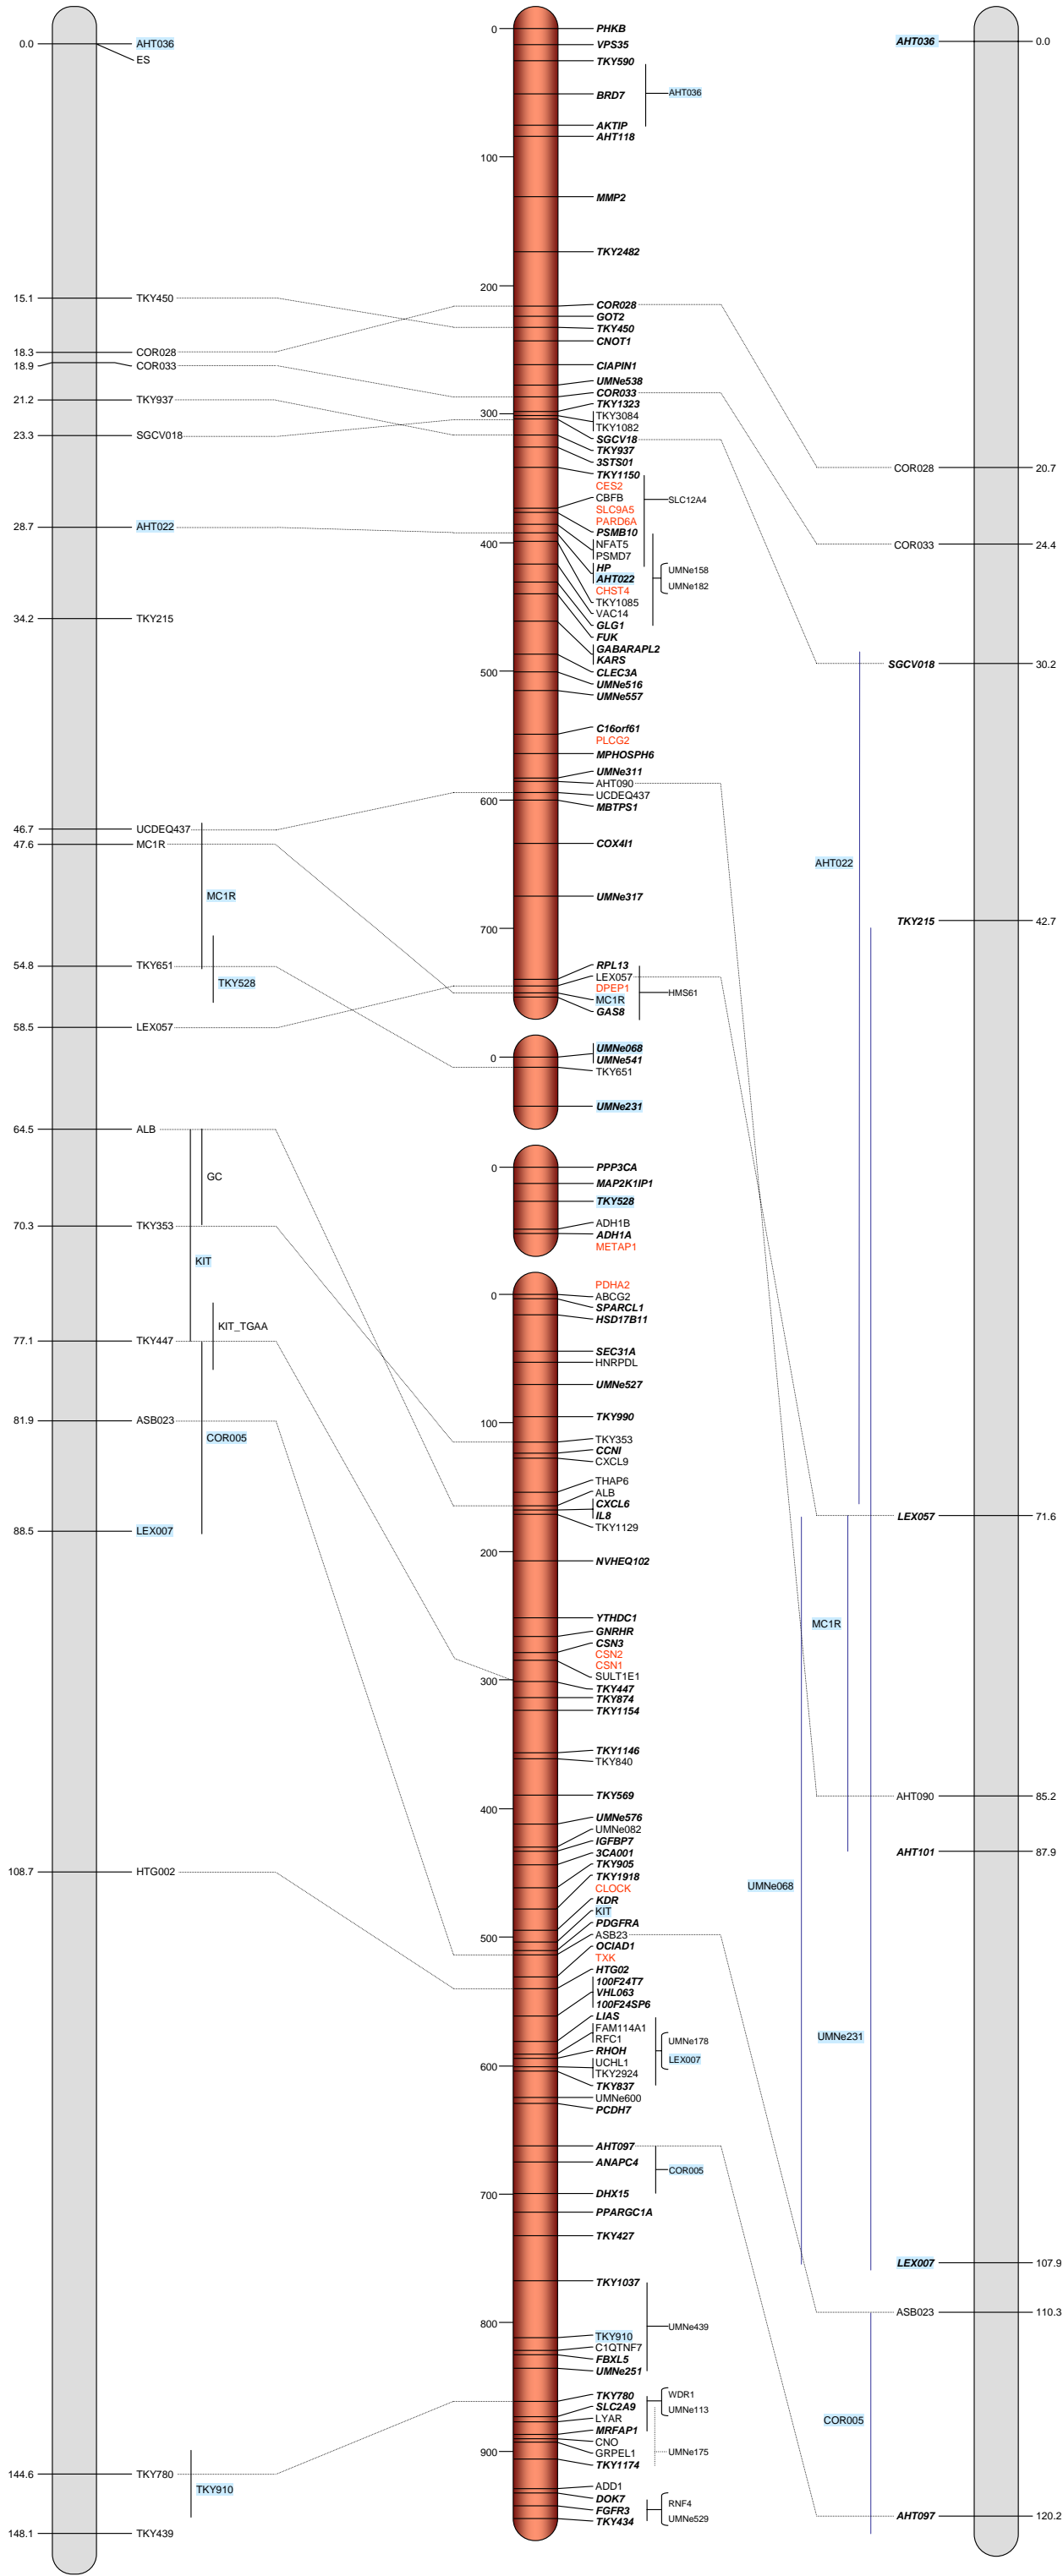 0.0
AHT036
ES
15.1
TKY450
18.3
COR028
18.9
COR033
21.2
TKY937
23.3
SGCV018
28.7
AHT022
34.2
TKY215
46.7
UCDEQ437
47.6
MC1R
MC1R
54.8
TKY651
TKY528
58.5
LEX057
64.5
ALB
GC
70.3
TKY353
KIT
KIT_TGAA
77.1
TKY447
81.9
ASB023
COR005
88.5
LEX007
108.7
HTG002
144.6
TKY780
TKY910
148.1
TKY439
0
PHKB
VPS35
TKY590
BRD7
AHT036
AKTIP
AHT118
100
MMP2
TKY2482
200
COR028
GOT2
TKY450
CNOT1
CIAPIN1
UMNe538
COR033
TKY1323
300
TKY3084
TKY1082
SGCV18
TKY937
3STS01
TKY1150
CES2
CBFB
SLC12A4
SLC9A5
PARD6A
PSMB10
400
NFAT5
PSMD7
HP
UMNe158
AHT022
UMNe182
CHST4
TKY1085
VAC14
GLG1
FUK
GABARAPL2
KARS
500
CLEC3A
UMNe516
UMNe557
C16orf61
PLCG2
MPHOSPH6
UMNe311
AHT090
UCDEQ437
600
MBTPS1
COX4I1
UMNe317
700
RPL13
LEX057
DPEP1
HMS61
MC1R
GAS8
0
UMNe068
UMNe541
TKY651
UMNe231
0
PPP3CA
MAP2K1IP1
TKY528
ADH1B
ADH1A
METAP1
PDHA2
0
ABCG2
SPARCL1
HSD17B11
SEC31A
HNRPDL
UMNe527
TKY990
100
TKY353
CCNI
CXCL9
THAP6
ALB
CXCL6
IL8
TKY1129
200
NVHEQ102
YTHDC1
GNRHR
CSN3
CSN2
CSN1
SULT1E1
300
TKY447
TKY874
TKY1154
TKY1146
TKY840
TKY569
400
UMNe576
UMNe082
IGFBP7
3CA001
TKY905
TKY1918
CLOCK
KDR
KIT
PDGFRA
500
ASB23
OCIAD1
TXK
HTG02
100F24T7
VHL063
100F24SP6
LIAS
FAM114A1
RFC1
UMNe178
RHOH
LEX007
600
UCHL1
TKY2924
TKY837
UMNe600
PCDH7
AHT097
ANAPC4
COR005
700
DHX15
PPARGC1A
TKY427
TKY1037
800
UMNe439
TKY910
C1QTNF7
FBXL5
UMNe251
TKY780
WDR1
SLC2A9
UMNe113
LYAR
MRFAP1
CNO
900
GRPEL1
UMNe175
TKY1174
ADD1
DOK7
RNF4
FGFR3
UMNe529
TKY434
AHT036
0.0
COR028
20.7
COR033
24.4
SGCV018
30.2
AHT022
TKY215
42.7
LEX057
71.6
MC1R
AHT090
85.2
AHT101
87.9
UMNe068
UMNe231
LEX007
107.9
ASB023
110.3
COR005
AHT097
120.2